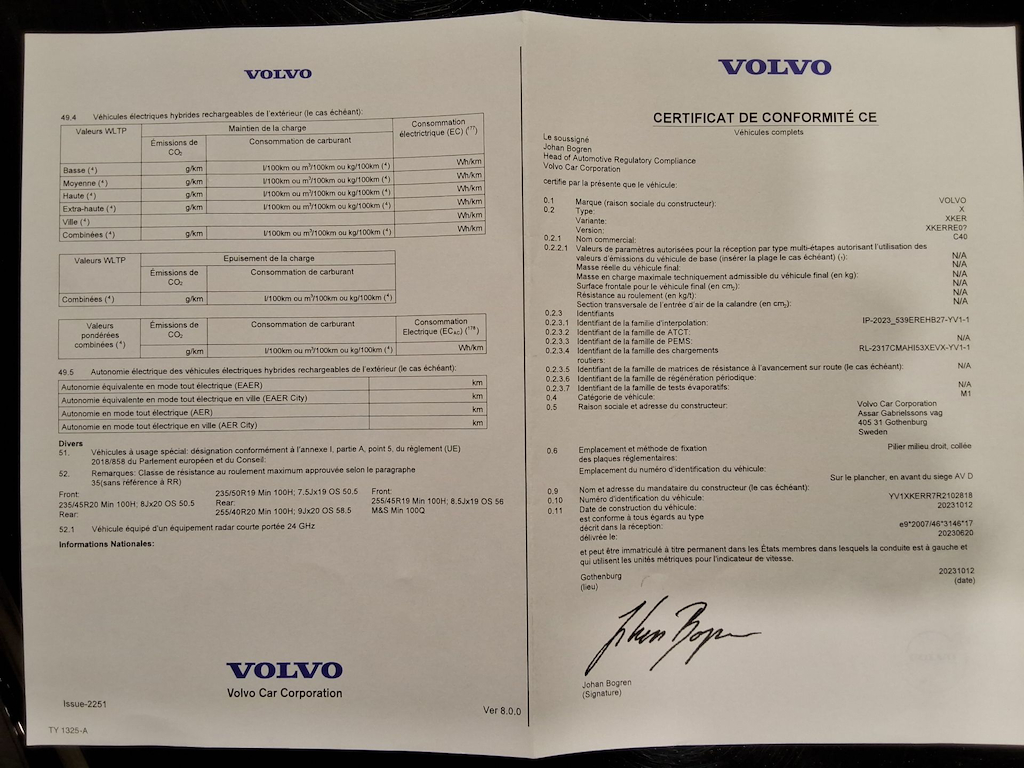 VOLVO
49.4 Véhicules électriques hybrides rechargeables de l'extérieur (le cas échéant):
Valeurs WLTP Maintien de la charge Consommation électrictrique (EC) (¹⁷)
Émissions de CO₂ Consommation de carburant
Basse (⁴) g/km l/100km ou m³/100km ou kg/100km (⁴) Wh/km
Moyenne (⁴) g/km l/100km ou m³/100km ou kg/100km (⁴) Wh/km
Haute (⁴) g/km l/100km ou m³/100km ou kg/100km (⁴) Wh/km
Extra-haute (⁴) g/km l/100km ou m³/100km ou kg/100km (⁴) Wh/km
Ville (⁴) Wh/km
Combinées (⁴) g/km l/100km ou m³/100km ou kg/100km (⁴) Wh/km
Valeurs WLTP Epuisement de la charge
Émissions de CO₂ Consommation de carburant
Combinées (⁴) g/km l/100km ou m³/100km ou kg/100km (⁴)
Valeurs pondérées combinées (⁴) Émissions de CO₂ Consommation de carburant Consommation Electrique (EC_AC) (¹⁸)
g/km l/100km ou m³/100km ou kg/100km (⁴) Wh/km
49.5 Autonomie électrique des véhicules électriques hybrides rechargeables de l'extérieur (le cas échéant):
Autonomie équivalente en mode tout électrique (EAER) km
Autonomie équivalente en mode tout électrique en ville (EAER City) km
Autonomie en mode tout électrique (AER) km
Autonomie en mode tout électrique en ville (AER City) km
Divers
51. Véhicules à usage spécial: désignation conformément à l'annexe I, partie A, point 5, du règlement (UE)
2018/858 du Parlement européen et du Conseil:
52. Remarques: Classe de résistance au roulement maximum approuvée selon le paragraphe
35(sans référence à RR)
Front: 235/50R19 Min 100H; 7.5Jx19 OS 50.5 Front:
235/45R20 Min 100H; 8Jx20 OS 50.5 Rear: 255/45R19 Min 100H; 8.5Jx19 OS 56
Rear: 255/40R20 Min 100H; 9Jx20 OS 58.5 M&S Min 100Q
52.1 Véhicule équipé d'un équipement radar courte portée 24 GHz
Informations Nationales:
VOLVO
Volvo Car Corporation
Issue-2251
Ver 8.0.0
TY 1325-A
VOLVO
CERTIFICAT DE CONFORMITÉ CE
Véhicules complets
Le soussigné
Johan Bogren
Head of Automotive Regulatory Compliance
Volvo Car Corporation
certifie par la présente que le véhicule:
0.1 Marque (raison sociale du constructeur): VOLVO
0.2 Type: X
Variante: XKER
Version: XKERRE0?
0.2.1 Nom commercial: C40
0.2.2.1 Valeurs de paramètres autorisées pour la réception par type multi-étapes autorisant l'utilisation des
valeurs d'émissions du véhicule de base (insérer la plage le cas échéant) (-): N/A
Masse réelle du véhicule final: N/A
Masse en charge maximale techniquement admissible du véhicule final (en kg): N/A
Surface frontale pour le véhicule final (en cm₂): N/A
Résistance au roulement (en kg/t): N/A
Section transversale de l'entrée d'air de la calandre (en cm₂): N/A
0.2.3 Identifiants
0.2.3.1 Identifiant de la famille d'interpolation: IP-2023_539EREHB27-YV1-1
0.2.3.2 Identifiant de la famille de ATCT:
0.2.3.3 Identifiant de la famille de PEMS: N/A
0.2.3.4 Identifiant de la famille des chargements RL-2317CMAHI53XEVX-YV1-1
routiers:
0.2.3.5 Identifiant de la famille de matrices de résistance à l'avancement sur route (le cas échéant): N/A
0.2.3.6 Identifiant de la famille de régénération périodique:
0.2.3.7 Identifiant de la famille de tests évaporatifs: N/A
0.4 Catégorie de véhicule: M1
0.5 Raison sociale et adresse du constructeur: Volvo Car Corporation
Assar Gabrielssons vag
405 31 Gothenburg
Sweden
0.6 Emplacement et méthode de fixation Pilier milieu droit, collée
des plaques réglementaires:
Emplacement du numéro d'identification du véhicule:
Sur le plancher, en avant du siege AV D
0.9 Nom et adresse du mandataire du constructeur (le cas échéant):
0.10 Numéro d'identification du véhicule: YV1XKERR7R2102818
0.11 Date de construction du véhicule: 20231012
est conforme à tous égards au type
décrit dans la réception: e9*2007/46*3146*17
délivrée le: 20230620
et peut être immatriculé à titre permanent dans les États membres dans lesquels la conduite est à gauche et
qui utilisent les unités métriques pour l'indicateur de vitesse.
Gothenburg 20231012
(lieu) (date)
Johan Bogren
Johan Bogren
(Signature)